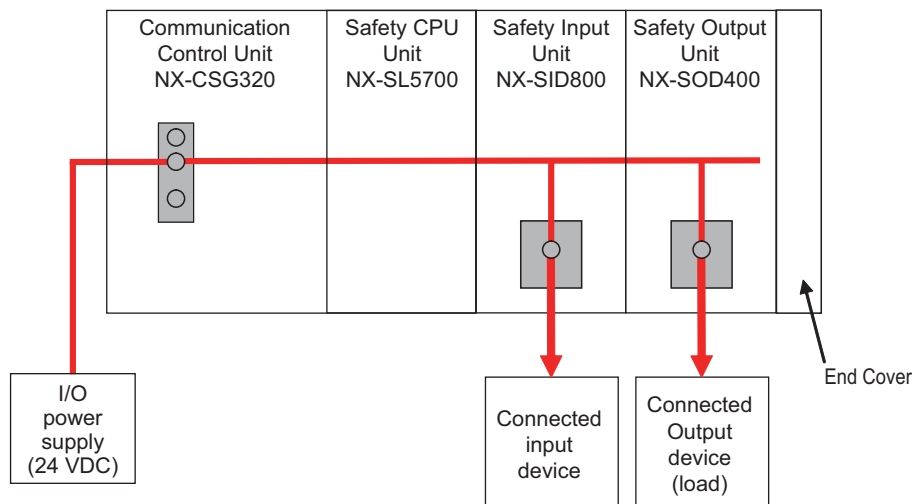 Communication
Control Unit
NX-CSG320
Safety CPU
Unit
NX-SL5700
Safety Input
Unit
NX-SID800
Safety Output
Unit
NX-SOD400
I/O
power
supply
(24 VDC)
Connected
input
device
Connected
Output
device
(load)
End Cover